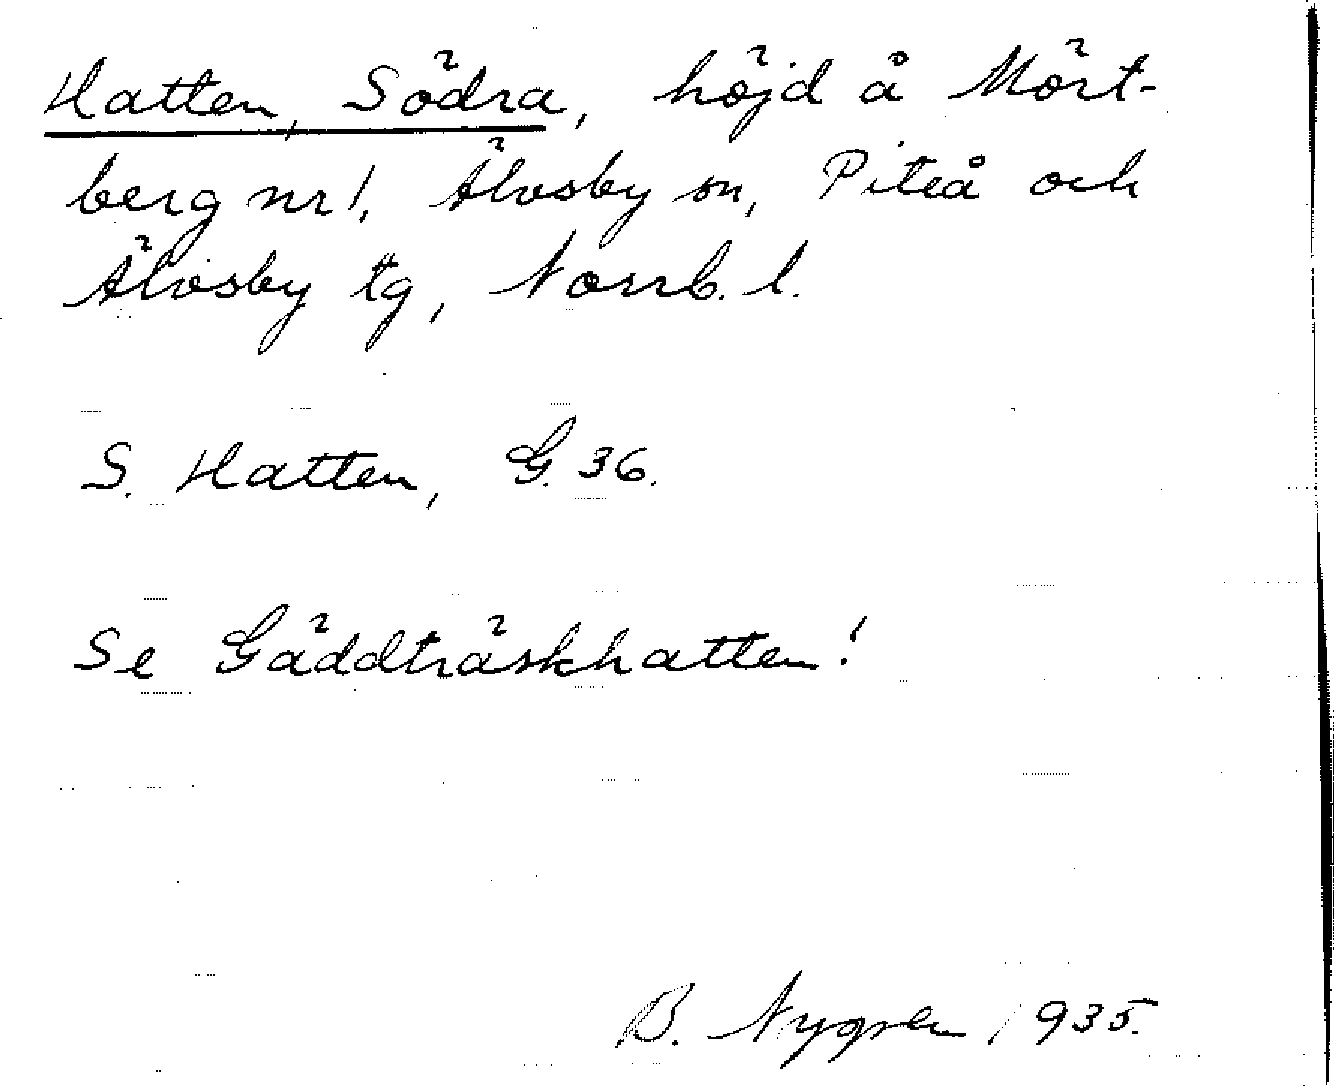 Hatten, Södra, höjd å Mört-
berg nr 1, Älvsby sn, Piteå och
Älvsby tg, Norrb. l.
S. Hatten, G. 36.
Se Gäddträskhatten!
B. Nygren 1935.